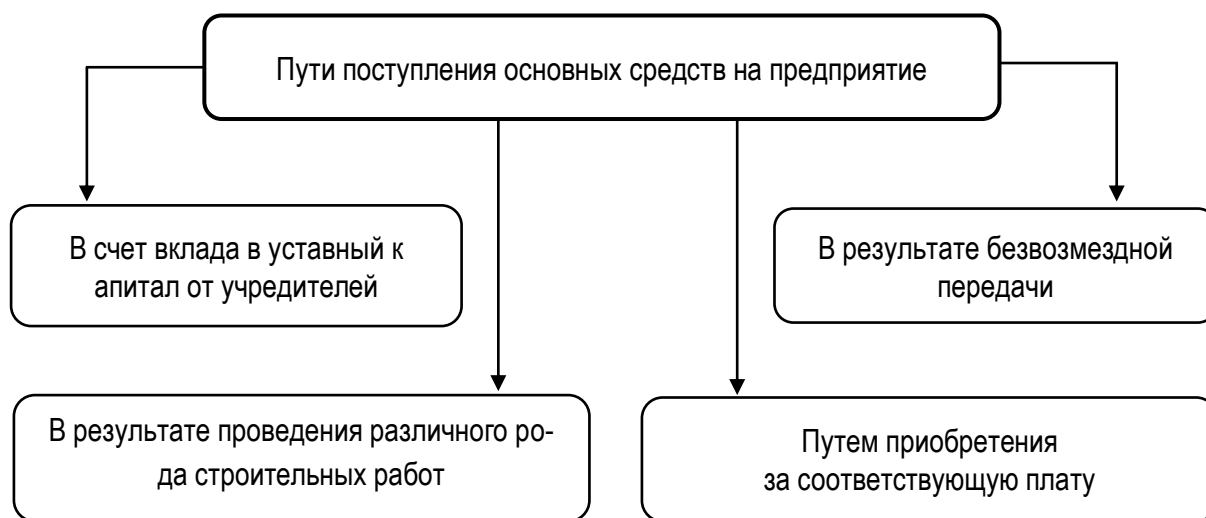 Пути поступления основных средств на предприятие
В счет вклада в уставный к
апитал от учредителей
В результате безвозмездной
передачи
В результате проведения различного ро-
да строительных работ
Путем приобретения
за соответствующую плату